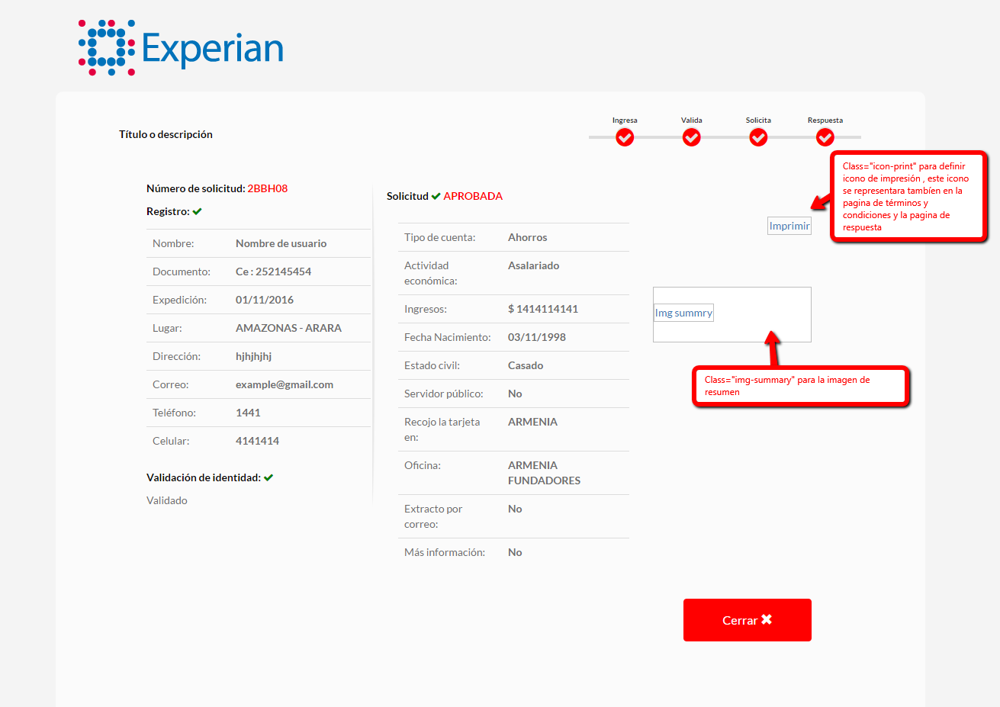 Experian
Título o descripción
Ingresa
Valida
Solicita
Respuesta
Número de solicitud: 2BBH08
Registro:
Nombre: Nombre de usuario
Documento: Ce : 252145454
Expedición: 01/11/2016
Lugar: AMAZONAS - ARARA
Dirección: hjhjhjhj
Correo: example@gmail.com
Teléfono: 1441
Celular: 4141414
Validación de identidad:
Validado
Solicitud APROBADA
Tipo de cuenta: Ahorros
Actividad Asalariado
económica:
Ingresos: $ 1414114141
Fecha Nacimiento: 03/11/1998
Estado civil: Casado
Servidor público: No
Recojo la tarjeta ARMENIA
en:
Oficina: ARMENIA
FUNDADORES
Extracto por No
correo:
Más información: No
Class="icon-print" para definir
icono de impresión , este icono
se representara tambíen en la
pagina de términos y
condiciones y la pagina de
respuesta
Imprimir
Img summry
Class="img-summary" para la imagen de
resumen
Cerrar